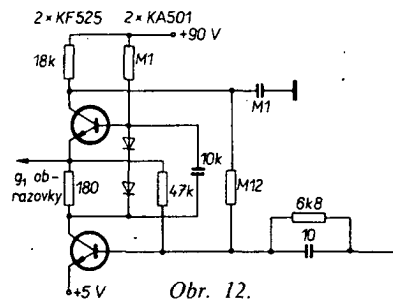 2×KF525 2×KA501
+90 V
18k M1
M1
10k
g₁ ob-
razovky
180 47k M12
6k8
10
+5 V
Obr. 12.